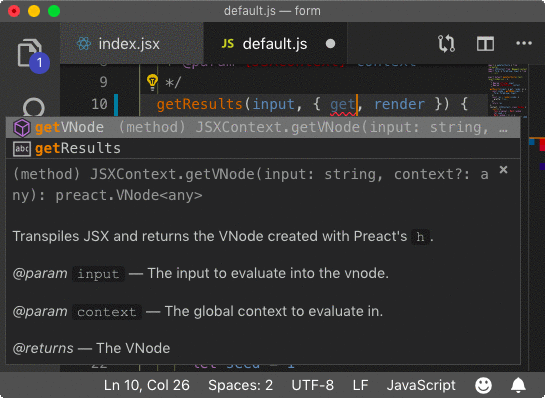 default.js — form
index.jsx
JS default.js
1
* @param context
9 */
10 getResults(input, { get, render }) {
getVNode (method) JSXContext.getVNode(input: string, …
abc getResults
(method) JSXContext.getVNode(input: string, context?: a
ny): preact.VNode<any>
Transpiles JSX and returns the VNode created with Preact's h.
@param input — The input to evaluate into the vnode.
@param context — The global context to evaluate in.
@returns — The VNode
22 let seed = 1
Ln 10, Col 26 Spaces: 2 UTF-8 LF JavaScript